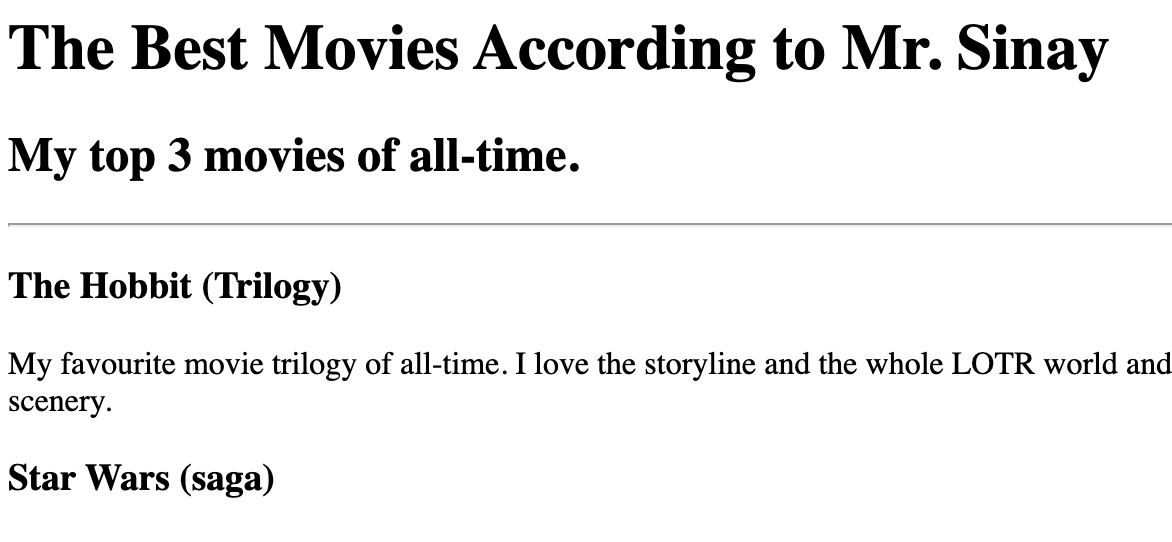 The Best Movies According to Mr. Sinay
My top 3 movies of all-time.
The Hobbit (Trilogy)
My favourite movie trilogy of all-time. I love the storyline and the whole LOTR world and
scenery.
Star Wars (saga)